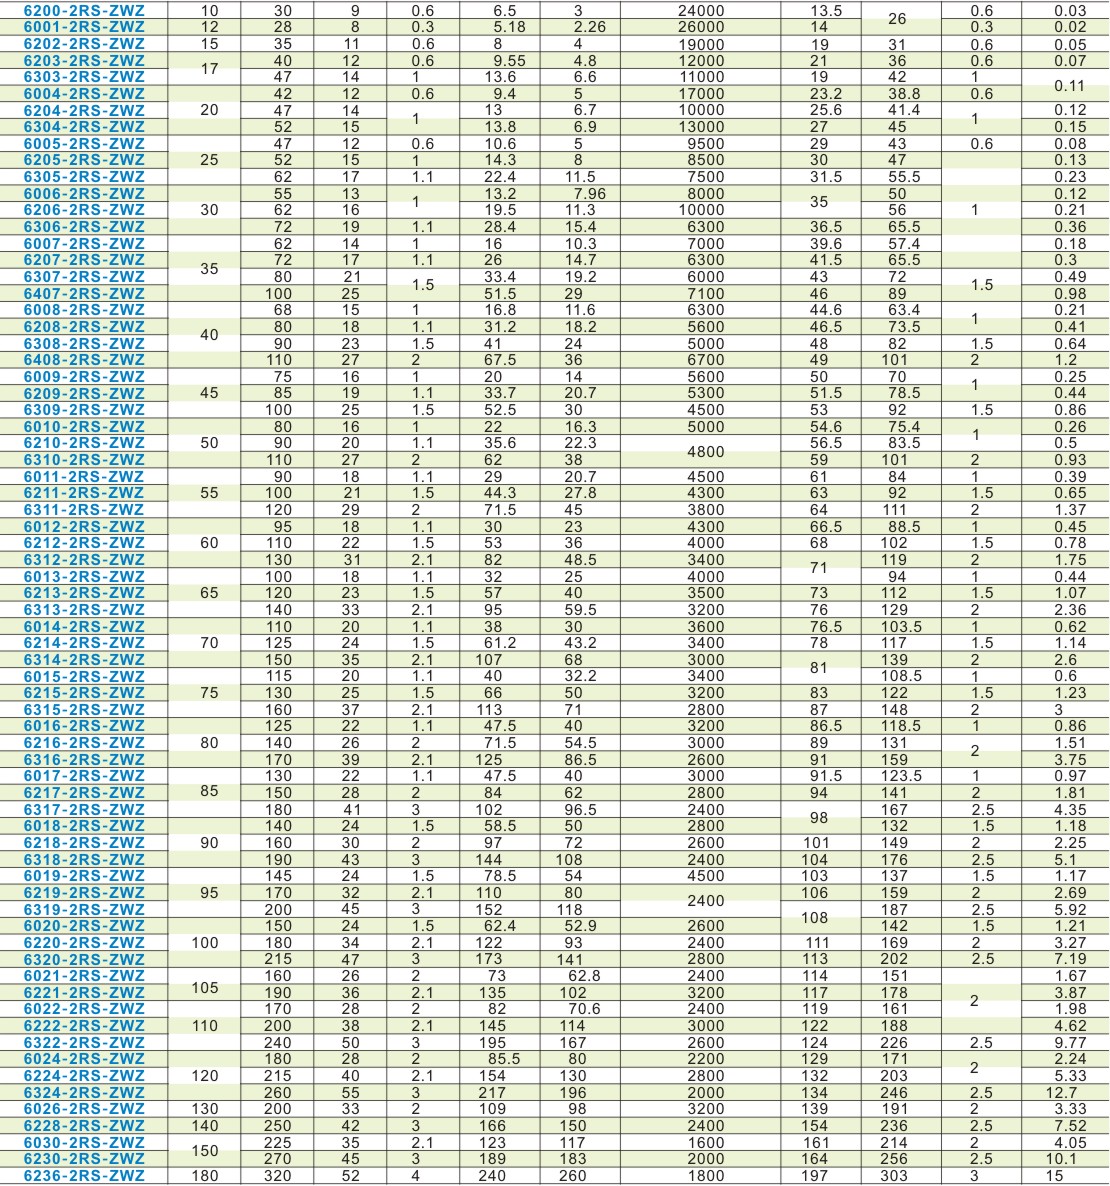 6200-2RS-ZWZ 10 30 9 0.6 6.5 3 24000 13.5 26 0.6 0.03
6001-2RS-ZWZ 12 28 8 0.3 5.18 2.26 26000 14 0.3 0.02
6202-2RS-ZWZ 15 35 11 0.6 8 4 19000 19 31 0.6 0.05
6203-2RS-ZWZ 17 40 12 0.6 9.55 4.8 12000 21 36 0.6 0.07
6303-2RS-ZWZ 47 14 1 13.6 6.6 11000 19 42 1 0.11
6004-2RS-ZWZ 42 12 0.6 9.4 5 17000 23.2 38.8 0.6
6204-2RS-ZWZ 20 47 14 1 13 6.7 10000 25.6 41.4 1 0.12
6304-2RS-ZWZ 52 15 13.8 6.9 13000 27 45 0.15
6005-2RS-ZWZ 47 12 0.6 10.6 5 9500 29 43 0.6 0.08
6205-2RS-ZWZ 25 52 15 1 14.3 8 8500 30 47 0.13
6305-2RS-ZWZ 62 17 1.1 22.4 11.5 7500 31.5 55.5 0.23
6006-2RS-ZWZ 55 13 1 13.2 7.96 8000 35 50 0.12
6206-2RS-ZWZ 30 62 16 19.5 11.3 10000 56 1 0.21
6306-2RS-ZWZ 72 19 1.1 28.4 15.4 6300 36.5 65.5 0.36
6007-2RS-ZWZ 62 14 1 16 10.3 7000 39.6 57.4 0.18
6207-2RS-ZWZ 35 72 17 1.1 26 14.7 6300 41.5 65.5 0.3
6307-2RS-ZWZ 80 21 1.5 33.4 19.2 6000 43 72 1.5 0.49
6407-2RS-ZWZ 100 25 51.5 29 7100 46 89 0.98
6008-2RS-ZWZ 68 15 1 16.8 11.6 6300 44.6 63.4 1 0.21
6208-2RS-ZWZ 40 80 18 1.1 31.2 18.2 5600 46.5 73.5 0.41
6308-2RS-ZWZ 90 23 1.5 41 24 5000 48 82 1.5 0.64
6408-2RS-ZWZ 110 27 2 67.5 36 6700 49 101 2 1.2
6009-2RS-ZWZ 75 16 1 20 14 5600 50 70 1 0.25
6209-2RS-ZWZ 45 85 19 1.1 33.7 20.7 5300 51.5 78.5 0.44
6309-2RS-ZWZ 100 25 1.5 52.5 30 4500 53 92 1.5 0.86
6010-2RS-ZWZ 80 16 1 22 16.3 5000 54.6 75.4 1 0.26
6210-2RS-ZWZ 50 90 20 1.1 35.6 22.3 4800 56.5 83.5 0.5
6310-2RS-ZWZ 110 27 2 62 38 59 101 2 0.93
6011-2RS-ZWZ 90 18 1.1 29 20.7 4500 61 84 1 0.39
6211-2RS-ZWZ 55 100 21 1.5 44.3 27.8 4300 63 92 1.5 0.65
6311-2RS-ZWZ 120 29 2 71.5 45 3800 64 111 2 1.37
6012-2RS-ZWZ 95 18 1.1 30 23 4300 66.5 88.5 1 0.45
6212-2RS-ZWZ 60 110 22 1.5 53 36 4000 68 102 1.5 0.78
6312-2RS-ZWZ 130 31 2.1 82 48.5 3400 71 119 2 1.75
6013-2RS-ZWZ 100 18 1.1 32 25 4000 94 1 0.44
6213-2RS-ZWZ 65 120 23 1.5 57 40 3500 73 112 1.5 1.07
6313-2RS-ZWZ 140 33 2.1 95 59.5 3200 76 129 2 2.36
6014-2RS-ZWZ 110 20 1.1 38 30 3600 76.5 103.5 1 0.62
6214-2RS-ZWZ 70 125 24 1.5 61.2 43.2 3400 78 117 1.5 1.14
6314-2RS-ZWZ 150 35 2.1 107 68 3000 81 139 2 2.6
6015-2RS-ZWZ 115 20 1.1 40 32.2 3400 108.5 1 0.6
6215-2RS-ZWZ 75 130 25 1.5 66 50 3200 83 122 1.5 1.23
6315-2RS-ZWZ 160 37 2.1 113 71 2800 87 148 2 3
6016-2RS-ZWZ 125 22 1.1 47.5 40 3200 86.5 118.5 1 0.86
6216-2RS-ZWZ 80 140 26 2 71.5 54.5 3000 89 131 2 1.51
6316-2RS-ZWZ 170 39 2.1 125 86.5 2600 91 159 3.75
6017-2RS-ZWZ 130 22 1.1 47.5 40 3000 91.5 123.5 1 0.97
6217-2RS-ZWZ 85 150 28 2 84 62 2800 94 141 2 1.81
6317-2RS-ZWZ 180 41 3 102 96.5 2400 98 167 2.5 4.35
6018-2RS-ZWZ 140 24 1.5 58.5 50 2800 132 1.5 1.18
6218-2RS-ZWZ 90 160 30 2 97 72 2600 101 149 2 2.25
6318-2RS-ZWZ 190 43 3 144 108 2400 104 176 2.5 5.1
6019-2RS-ZWZ 145 24 1.5 78.5 54 4500 103 137 1.5 1.17
6219-2RS-ZWZ 95 170 32 2.1 110 80 2400 106 159 2 2.69
6319-2RS-ZWZ 200 45 3 152 118 108 187 2.5 5.92
6020-2RS-ZWZ 150 24 1.5 62.4 52.9 2600 142 1.5 1.21
6220-2RS-ZWZ 100 180 34 2.1 122 93 2400 111 169 2 3.27
6320-2RS-ZWZ 215 47 3 173 141 2800 113 202 2.5 7.19
6021-2RS-ZWZ 105 160 26 2 73 62.8 2400 114 151 1.67
6221-2RS-ZWZ 190 36 2.1 135 102 3200 117 178 2 3.87
6022-2RS-ZWZ 170 28 2 82 70.6 2400 119 161 1.98
6222-2RS-ZWZ 110 200 38 2.1 145 114 3000 122 188 4.62
6322-2RS-ZWZ 240 50 3 195 167 2600 124 226 2.5 9.77
6024-2RS-ZWZ 180 28 2 85.5 80 2200 129 171 2 2.24
6224-2RS-ZWZ 120 215 40 2.1 154 130 2800 132 203 5.33
6324-2RS-ZWZ 260 55 3 217 196 2000 134 246 2.5 12.7
6026-2RS-ZWZ 130 200 33 2 109 98 3200 139 191 2 3.33
6228-2RS-ZWZ 140 250 42 3 166 150 2400 154 236 2.5 7.52
6030-2RS-ZWZ 150 225 35 2.1 123 117 1600 161 214 2 4.05
6230-2RS-ZWZ 270 45 3 189 183 2000 164 256 2.5 10.1
6236-2RS-ZWZ 180 320 52 4 240 260 1800 197 303 3 15